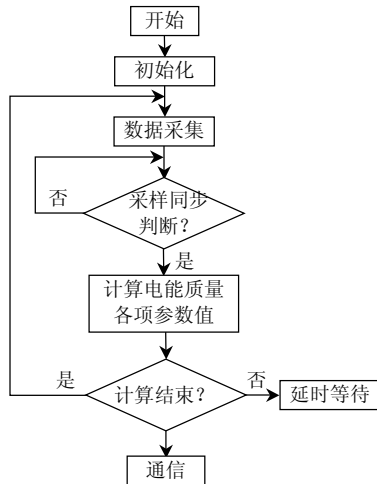 开始
初始化
数据采集
否
采样同步
判断?
是
计算电能质量
各项参数值
是
计算结束?
否
延时等待
通信